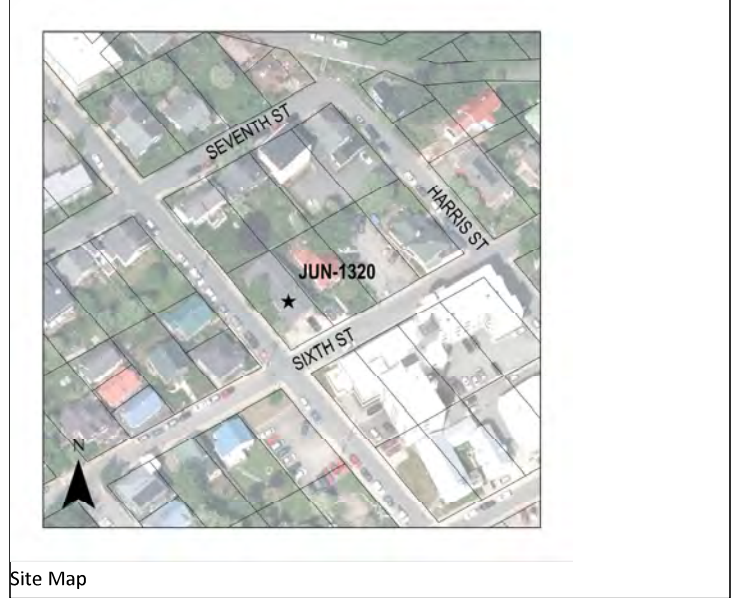 SEVENTH ST
HARRIS ST
JUN-1320
SIXTH ST
N
Site Map